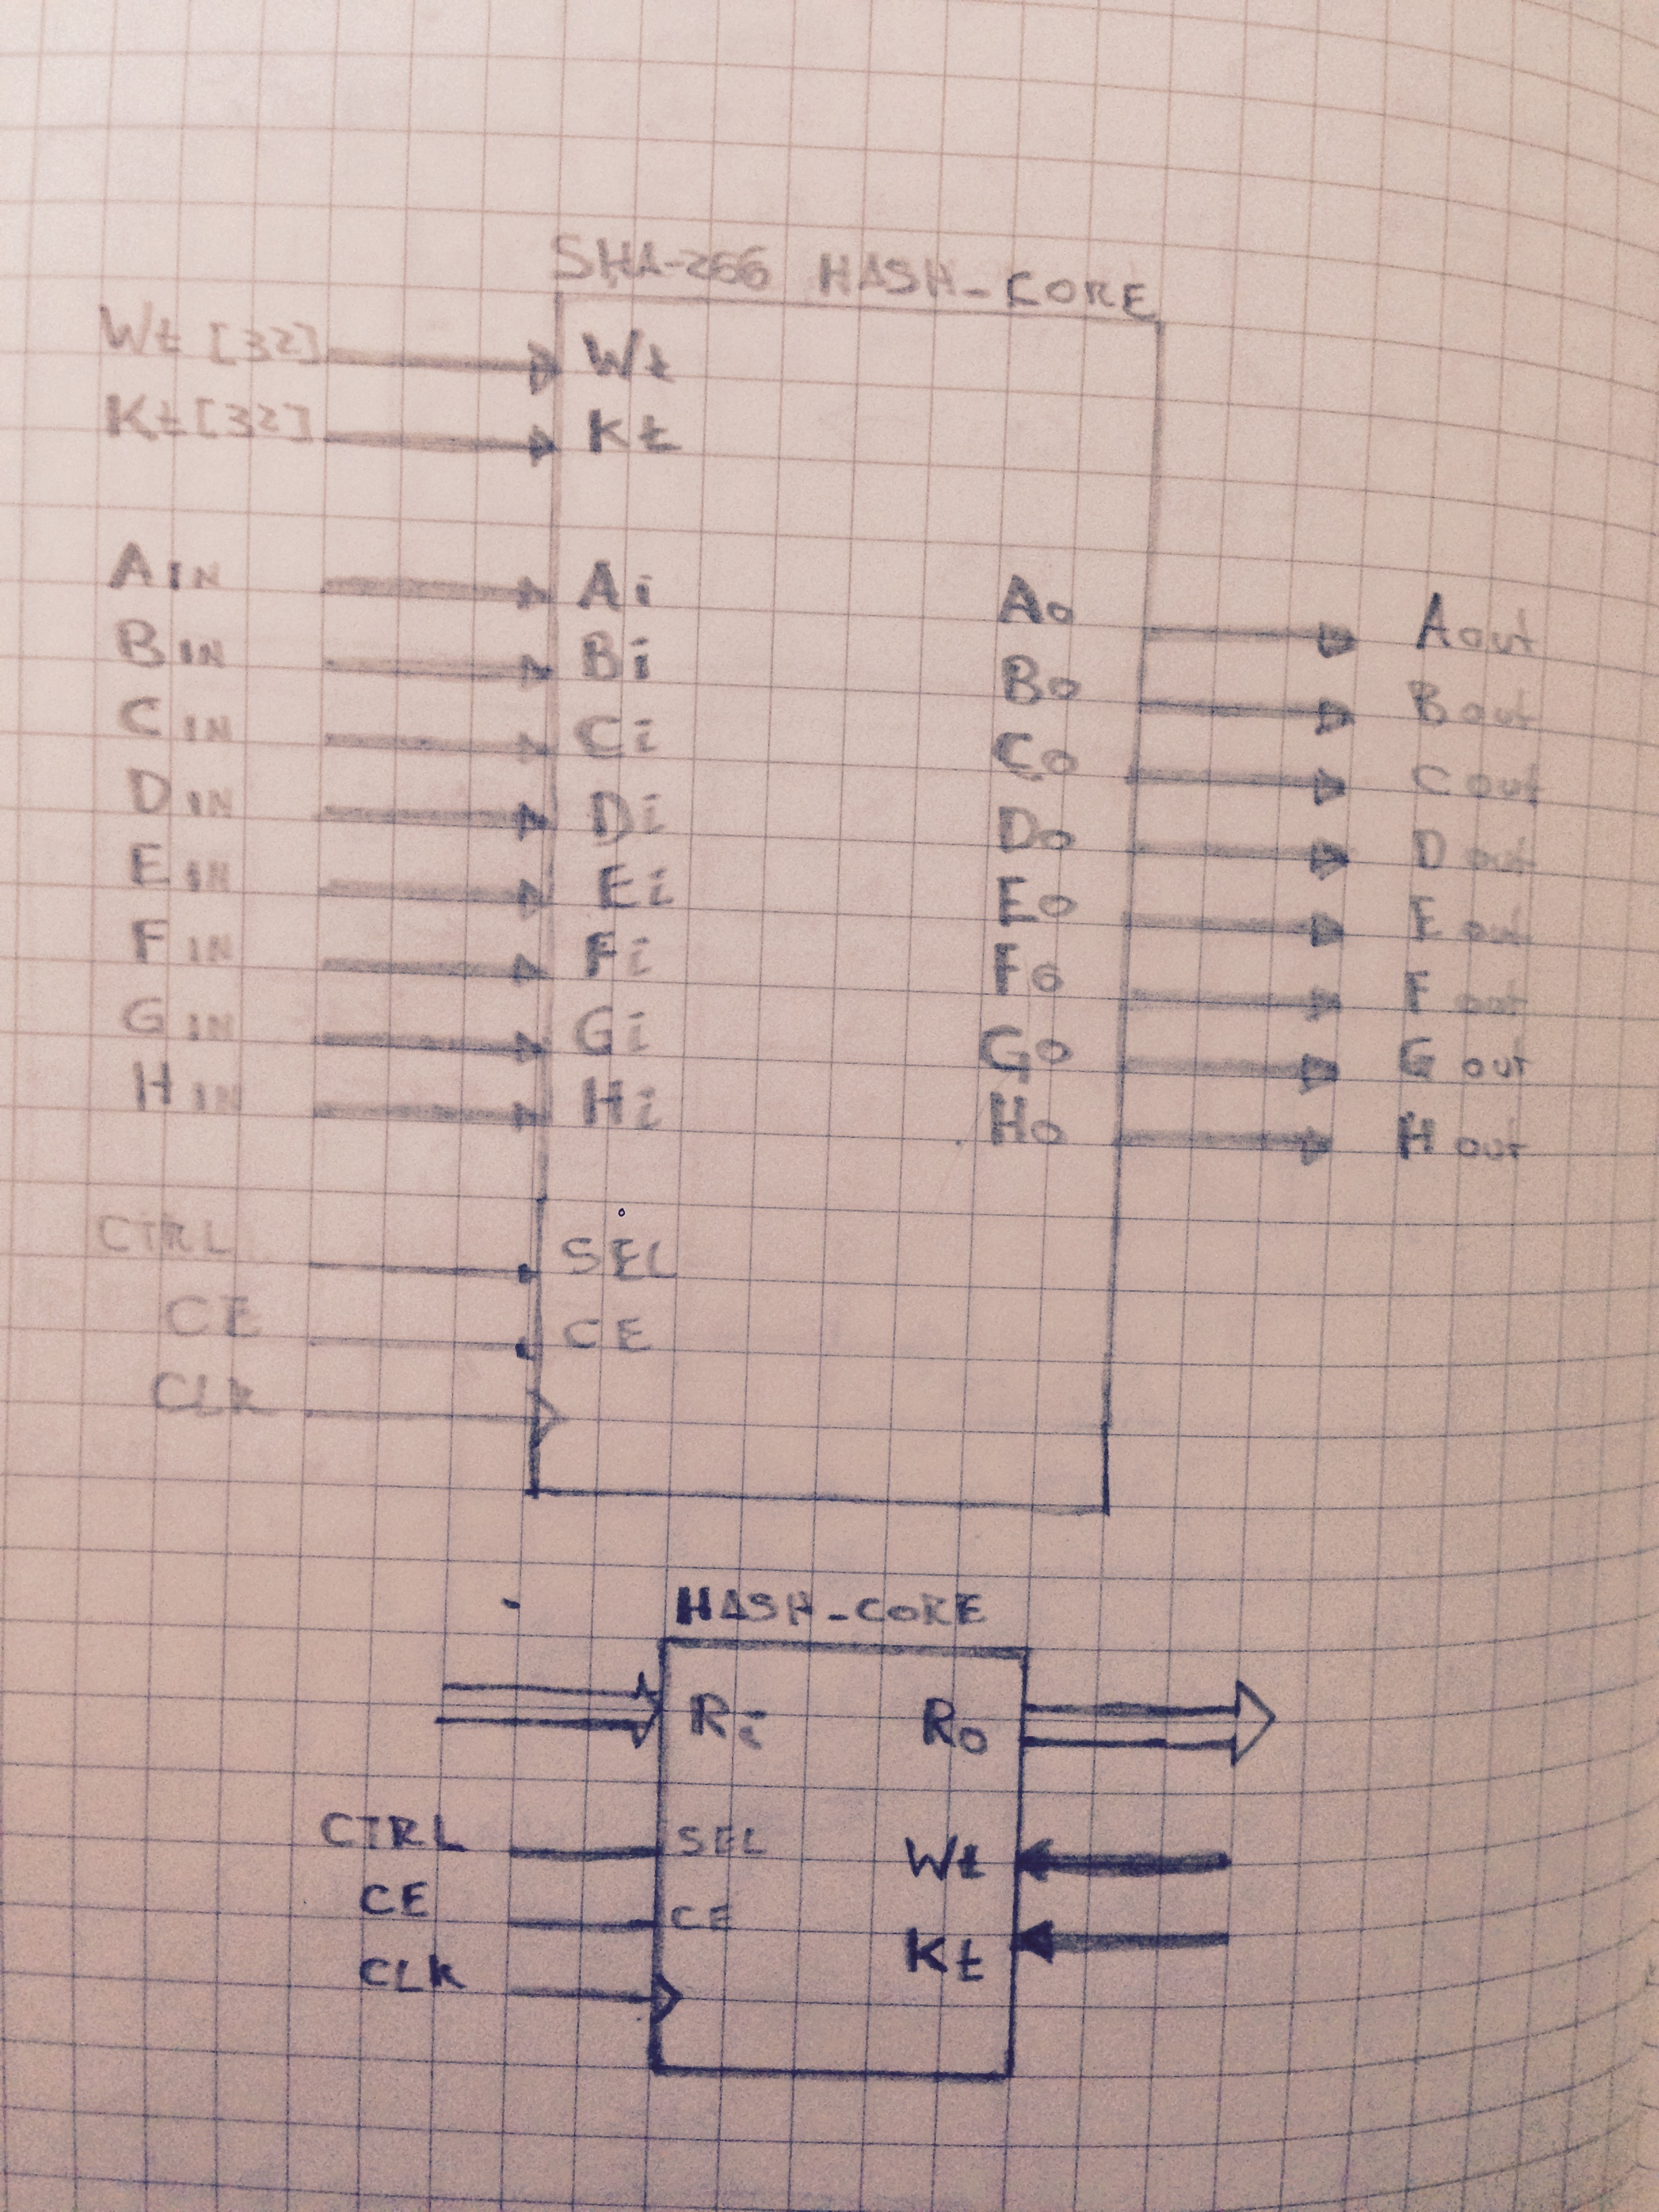 SHA-256 HASH_CORE
Wt [32] Wt
Kt [32] Kt
AIN Ai Ao Aout
BIN Bi Bo Bout
CIN Ci Co Cout
DIN Di Do Dout
EIN Ei Eo Eout
FIN Fi Fo Fout
GIN Gi Go Gout
HIN Hi Ho Hout
CTRL SEL
CE CE
CLK
HASH_CORE
Ri Ro
CTRL SEL Wt
CE CE Kt
CLK